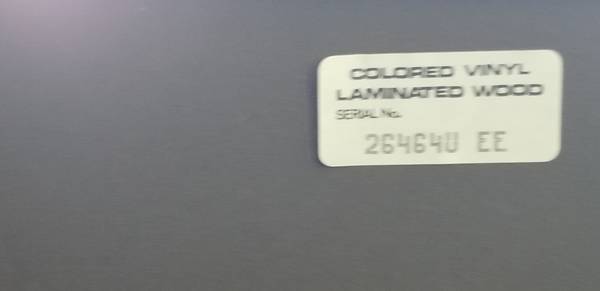 COLORED VINYL
LAMINATED WOOD
SERIAL No.
26464U EE